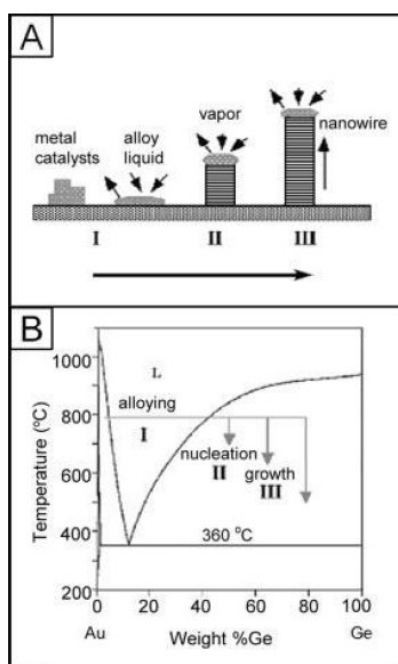 A
vapor
metal
catalysts
alloy
liquid
nanowire
I
II
III
B
1000
800
600
400
200
Temperature (°C)
L
alloying
I
nucleation
II
growth
III
360 °C
0 20 40 60 80 100
Au Weight %Ge Ge